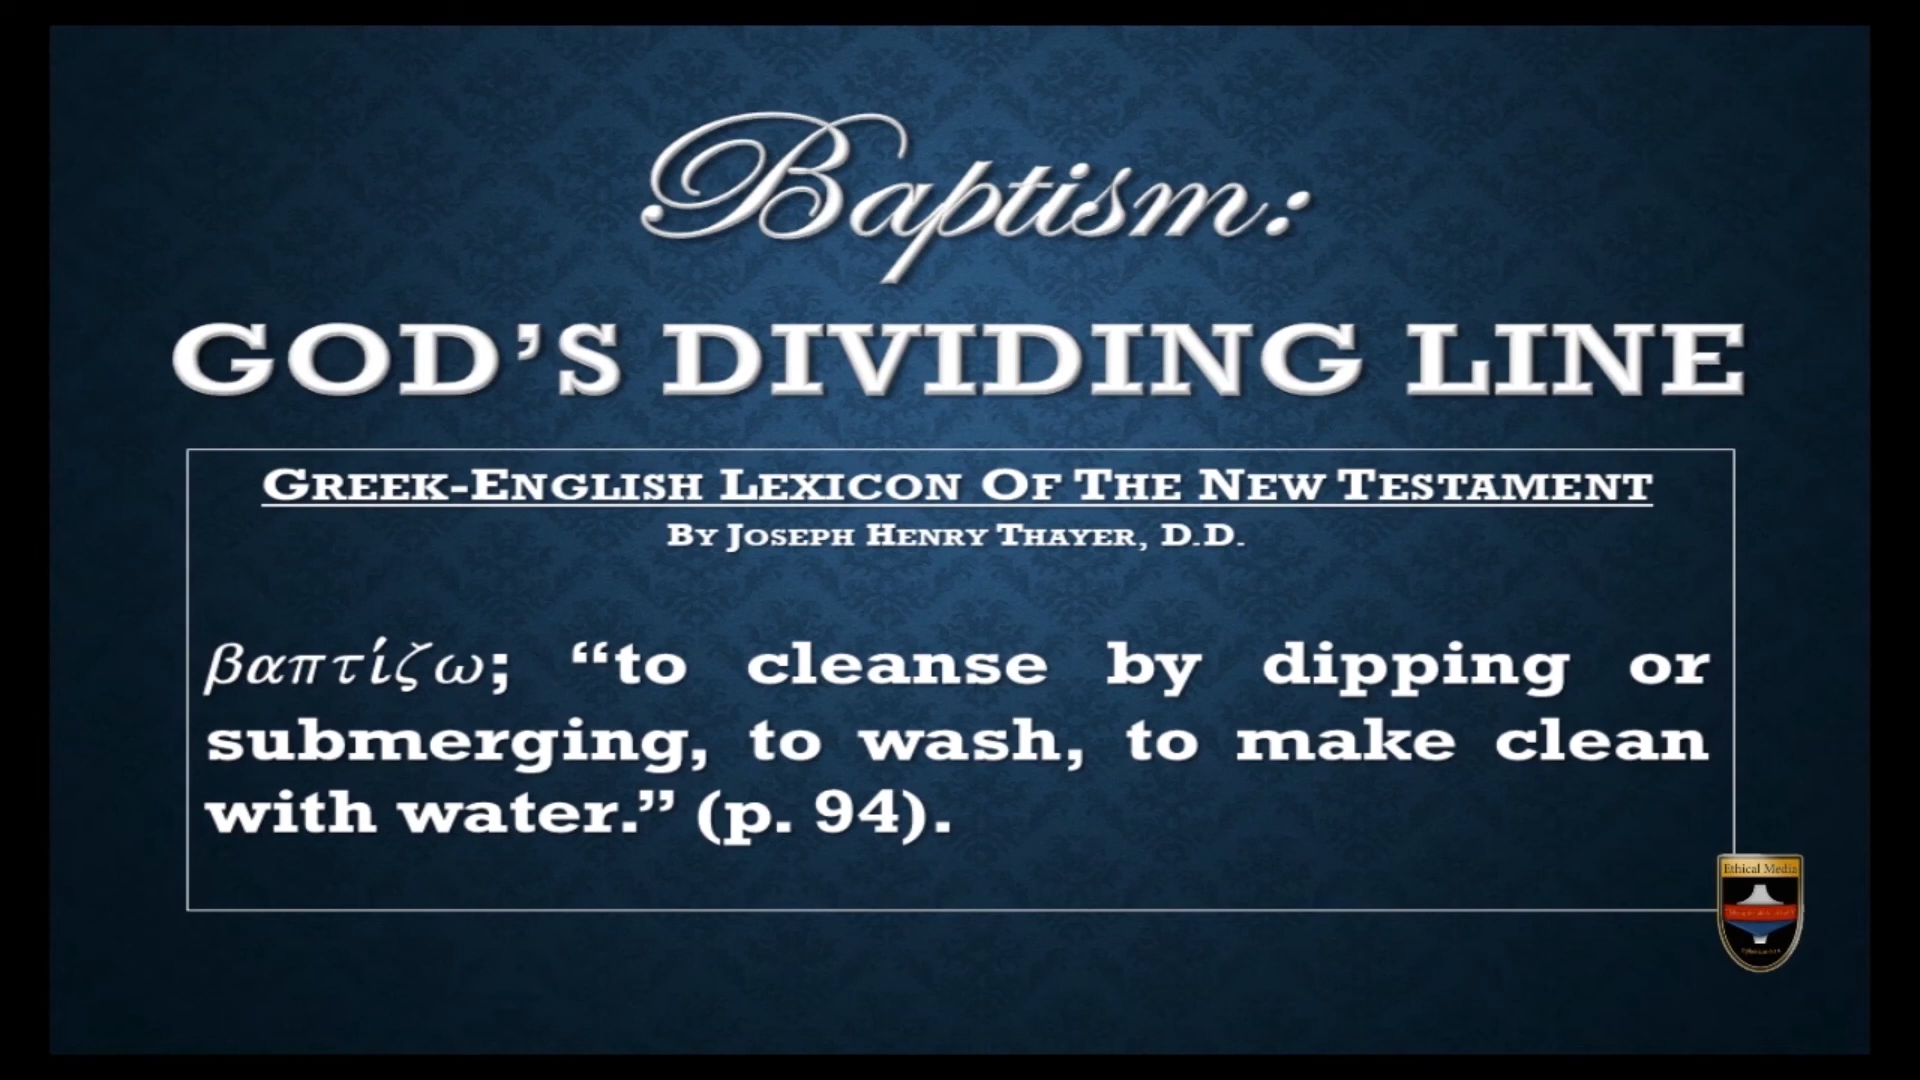 Baptism:
GOD’S DIVIDING LINE
GREEK-ENGLISH LEXICON OF THE NEW TESTAMENT
BY JOSEPH HENRY THAYER, D.D.
βαπτίζω; “to cleanse by dipping or
submerging, to wash, to make clean
with water.” (p. 94).
Ethical Media